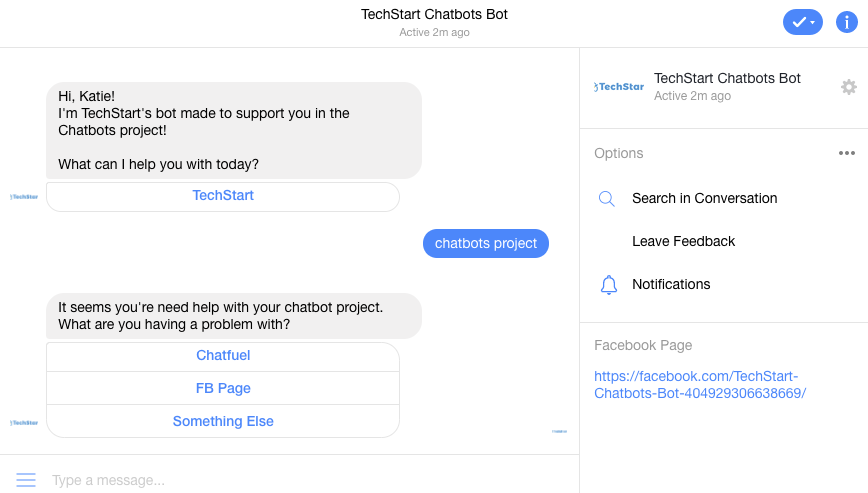 TechStart Chatbots Bot
Active 2m ago
Hi, Katie!
I'm TechStart's bot made to support you in the
Chatbots project!
What can I help you with today?
TechStart
TechStar
chatbots project
It seems you're need help with your chatbot project.
What are you having a problem with?
Chatfuel
FB Page
Something Else
TechStar
Type a message...
TechStar
TechStart Chatbots Bot
Active 2m ago
Options
Search in Conversation
Leave Feedback
Notifications
Facebook Page
https://facebook.com/TechStart-
Chatbots-Bot-404929306638669/